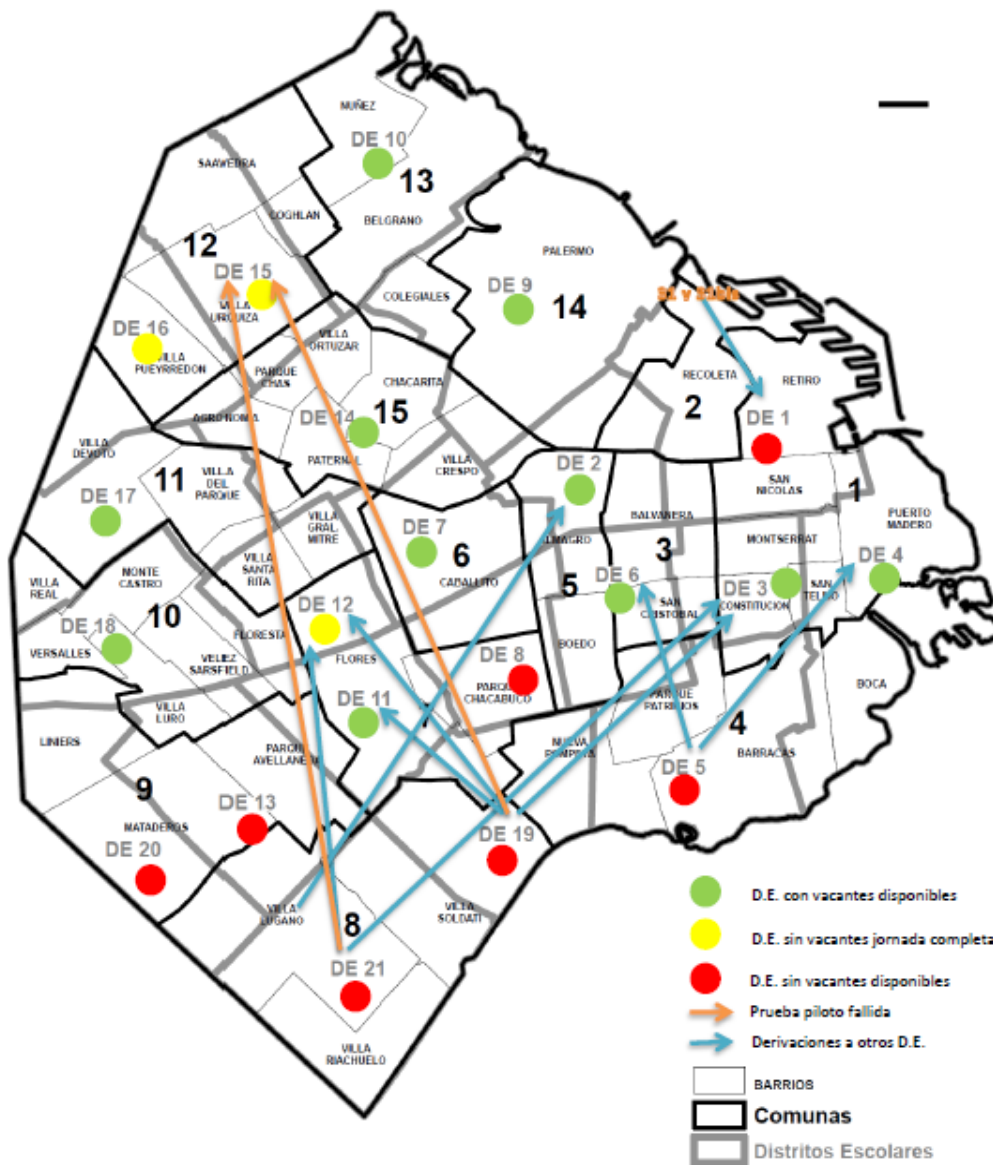 NUÑEZ
DE 10
SAAWEDRA
13
COGHLAN
BELGRANO
12
PALERMO
DE 15
COLEGIALES
DE 9
14
31 y 31bis
VILLA
URQUIZA
DE 16
VILLA
PUEYRREDON
VILLA
ORTUZAR
PARQUE
CHAS
CHACARITA
RECOLETA
RETIRO
2
DE 1
AGRONOMIA
DE 14
15
VILLA
DEVOTO
PATERNAL
VILLA
CRESPO
DE 2
SAN
NICOLAS
1
11
VILLA
DEL
PARQUE
DE 17
BALVANERA
PUERTO
MADERO
VILLA
GRAL.
MITRE
DE 7
6
ALMAGRO
3
MONTSERRAT
VILLA
SANTA
RITA
CABALLITO
DE 4
MONTE
CASTRO
VILLA
REAL
5
DE 6
DE 3
SAN
TELMO
10
DE 12
SAN
CRISTOBAL
CONSTITUCION
DE 18
FLORESTA
VERSALLES
VELIEZ
SARSFIELD
FLORES
BOEDO
DE 8
PARQUE
CHACABUCO
BOCA
VILLA
LURO
DE 11
7
PARQUE
PATRICIOS
4
LINIERS
PARQUE
AVELLANEDA
NUEVA
POMPEYA
BARRACAS
DE 5
9
DE 13
MATADEROS
DE 19
DE 20
VILLA
LUGANO
8
VILLA
SOLDATI
DE 21
VILLA
RIACHUELO
D.E. con vacantes disponibles
D.E. sin vacantes jornada completa
D.E. sin vacantes disponibles
Prueba piloto fallida
Derivaciones a otros D.E.
BARRIOS
Comunas
Distritos Escolares